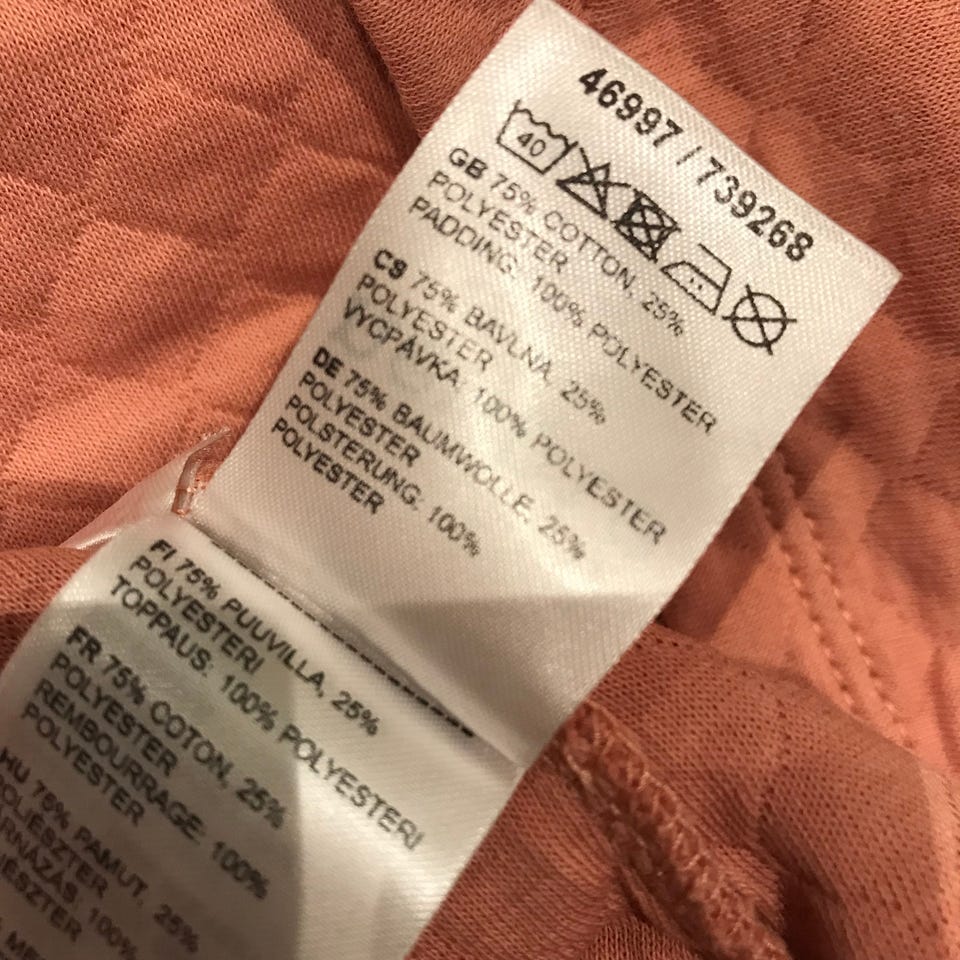 46997 / 739268
40
GB 75% COTTON, 25%
POLYESTER
PADDING: 100% POLYESTER
CS 75% BAVLNA, 25%
POLYESTER
VYCPÁVKA: 100% POLYESTER
DE 75% BAUMWOLLE, 25%
POLYESTER
POLSTERUNG: 100%
POLYESTER
FI 75% PUUVILLA, 25%
POLYESTERI
TOPPAUS: 100% POLYESTERI
FR 75% COTON, 25%
POLYESTER
REMBOURRAGE: 100%
POLYESTER
HU 75% PAMUT, 25%
100%